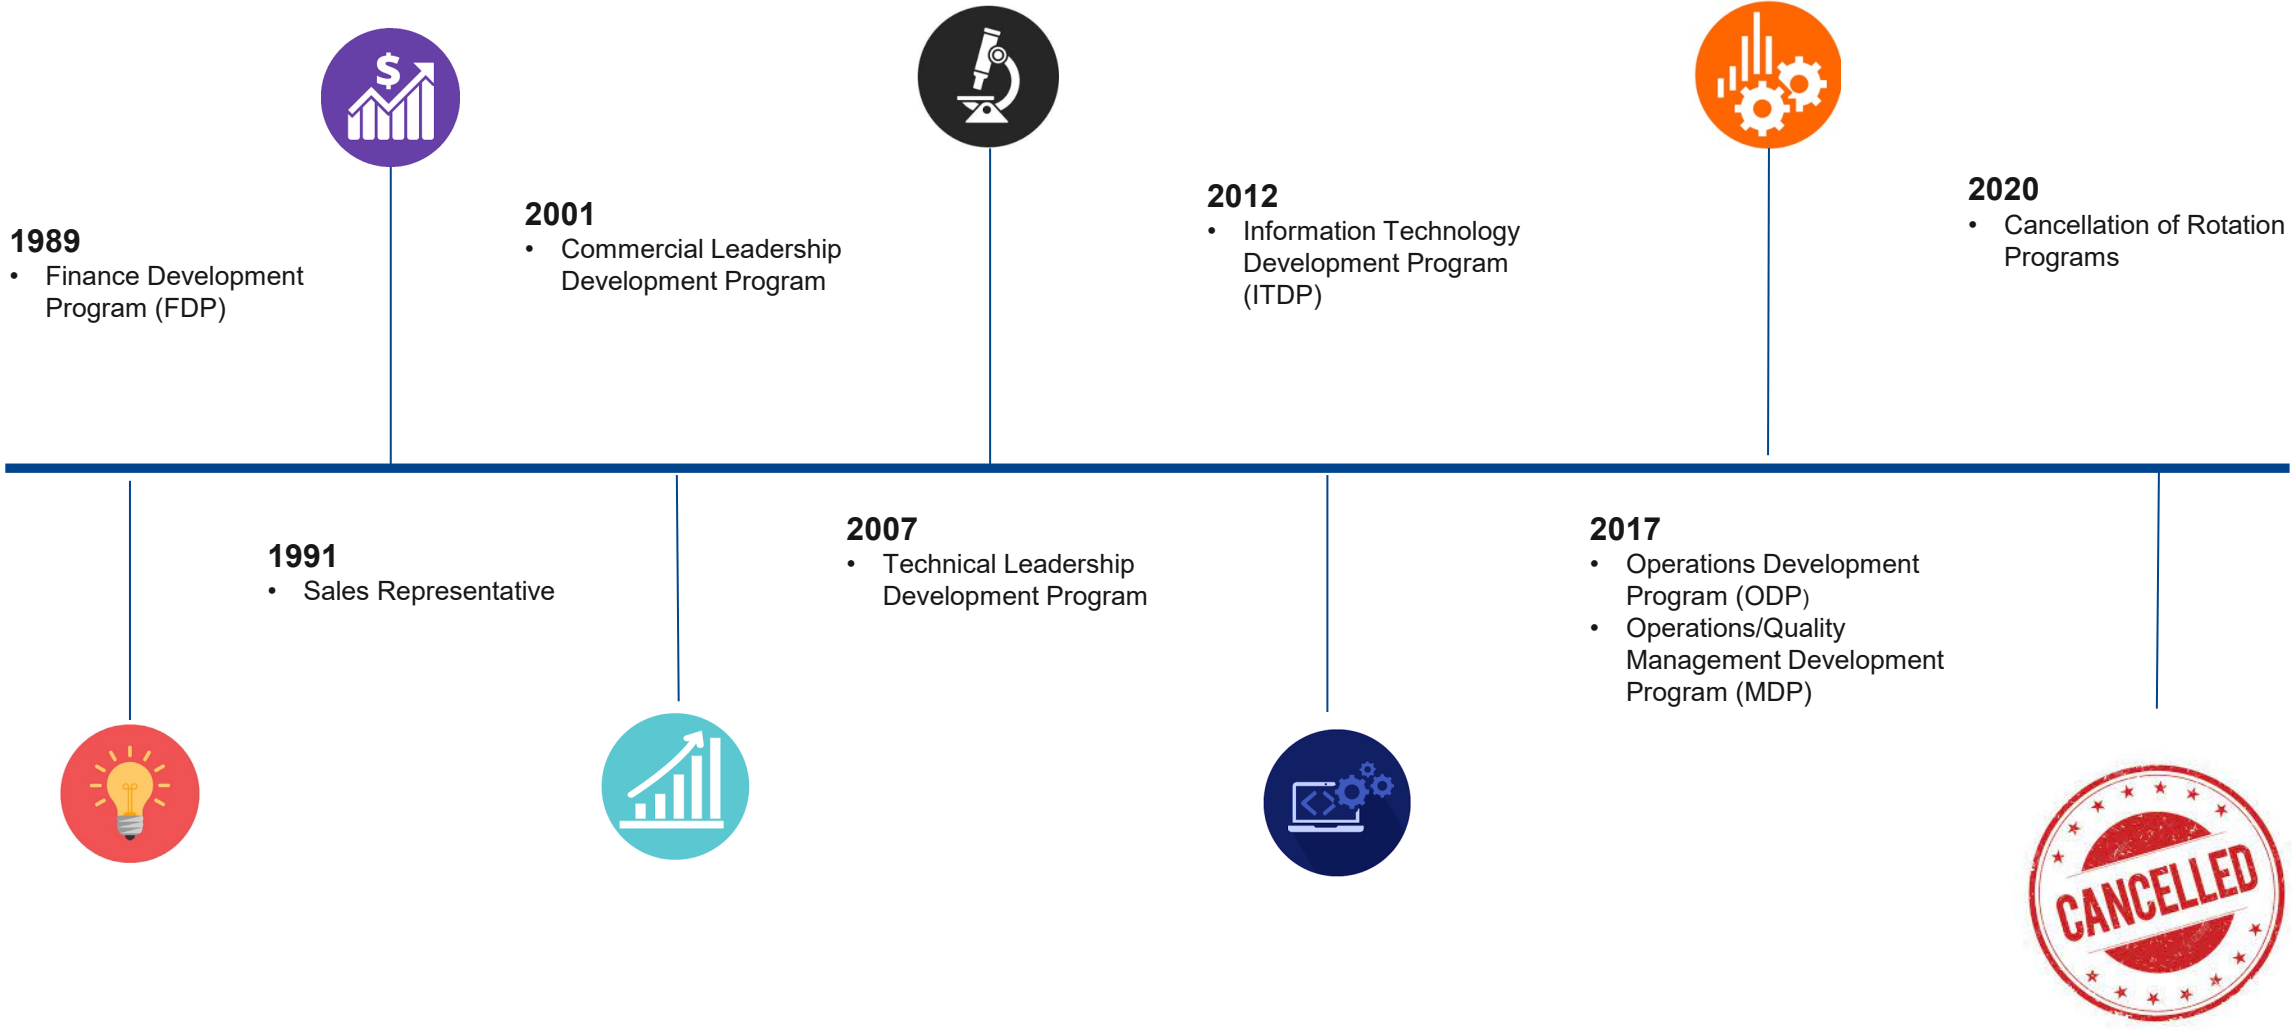 1989
• Finance Development
Program (FDP)
1991
• Sales Representative
2001
• Commercial Leadership
Development Program
2007
• Technical Leadership
Development Program
2012
• Information Technology
Development Program
(ITDP)
2017
• Operations Development
Program (ODP)
• Operations/Quality
Management Development
Program (MDP)
2020
• Cancellation of Rotation
Programs
CANCELLED
$